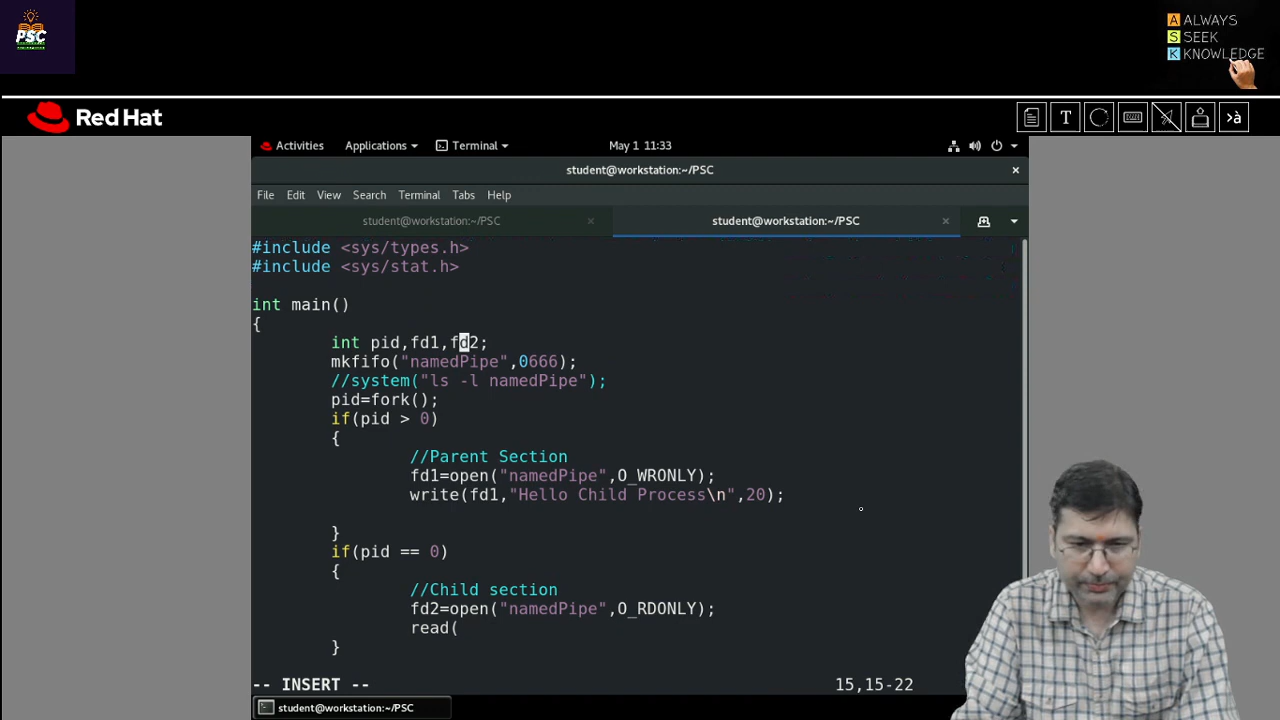 PSC
A ALWAYS
S SEEK
K KNOWLEDGE
Red Hat
T
>à
Activities Applications Terminal May 1 11:33
student@workstation:~/PSC ×
File Edit View Search Terminal Tabs Help
student@workstation:~/PSC × student@workstation:~/PSC ×
#include <sys/types.h>
#include <sys/stat.h>
int main()
{
int pid,fd1,fd2;
mkfifo("namedPipe",0666);
//system("ls -l namedPipe");
pid=fork();
if(pid > 0)
{
//Parent Section
fd1=open("namedPipe",O_WRONLY);
write(fd1,"Hello Child Process\n",20);
}
if(pid == 0)
{
//Child section
fd2=open("namedPipe",O_RDONLY);
read(
}
-- INSERT -- 15,15-22
student@workstation:~/PSC